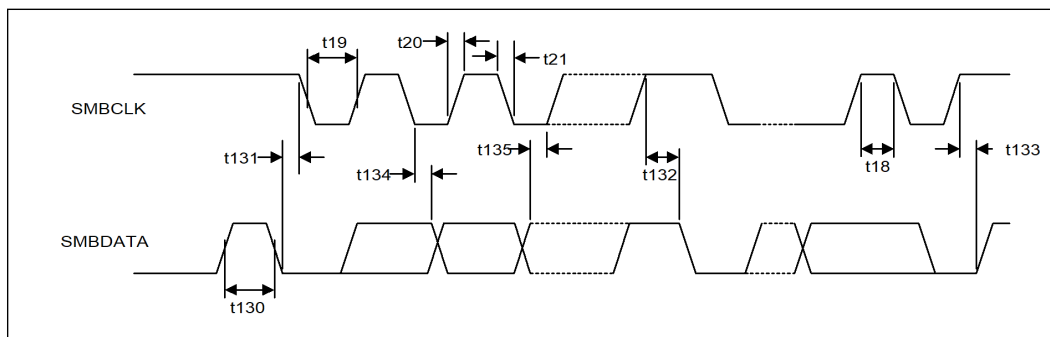 t19
t20
t21
SMBCLK
t131
t134
t135
t132
t18
t133
SMBDATA
t130